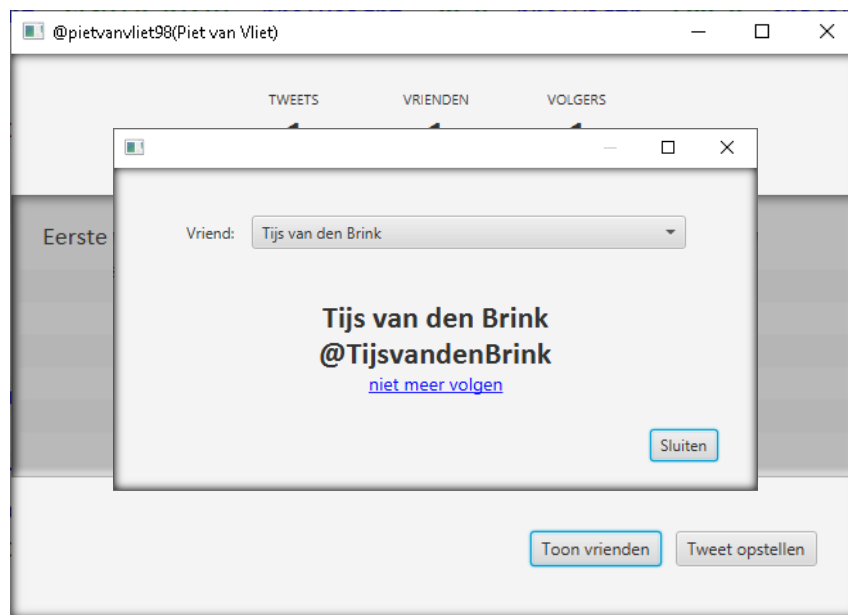 @pietvanvliet98(Piet van Vliet)
TWEETS VRIENDEN VOLGERS
Eerste
Vriend: Tijs van den Brink
Tijs van den Brink
@TijsvandenBrink
niet meer volgen
Sluiten
Toon vrienden Tweet opstellen